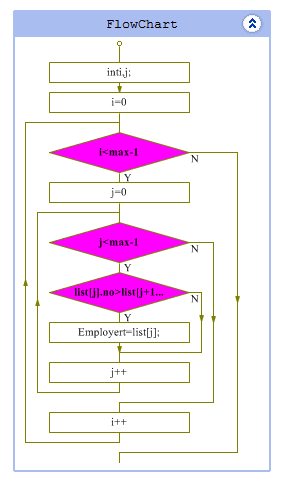 FlowChart
inti,j;
i=0
i<max-1
N
Y
j=0
j<max-1
N
Y
list[j].no>list[j+1...
N
Y
Employert=list[j];
j++
i++